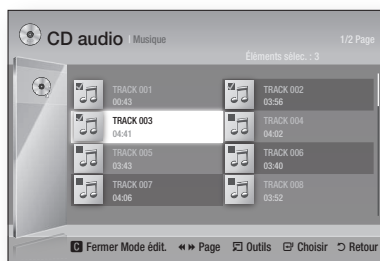 CD audio | Musique 1/2 Page
Éléments sélec. : 3
TRACK 001 TRACK 002
00:43 03:56
TRACK 003 TRACK 004
04:41 04:02
TRACK 005 TRACK 006
03:43 03:40
TRACK 007 TRACK 008
04:06 03:52
C Fermer Mode édit. Page Outils Choisir Retour